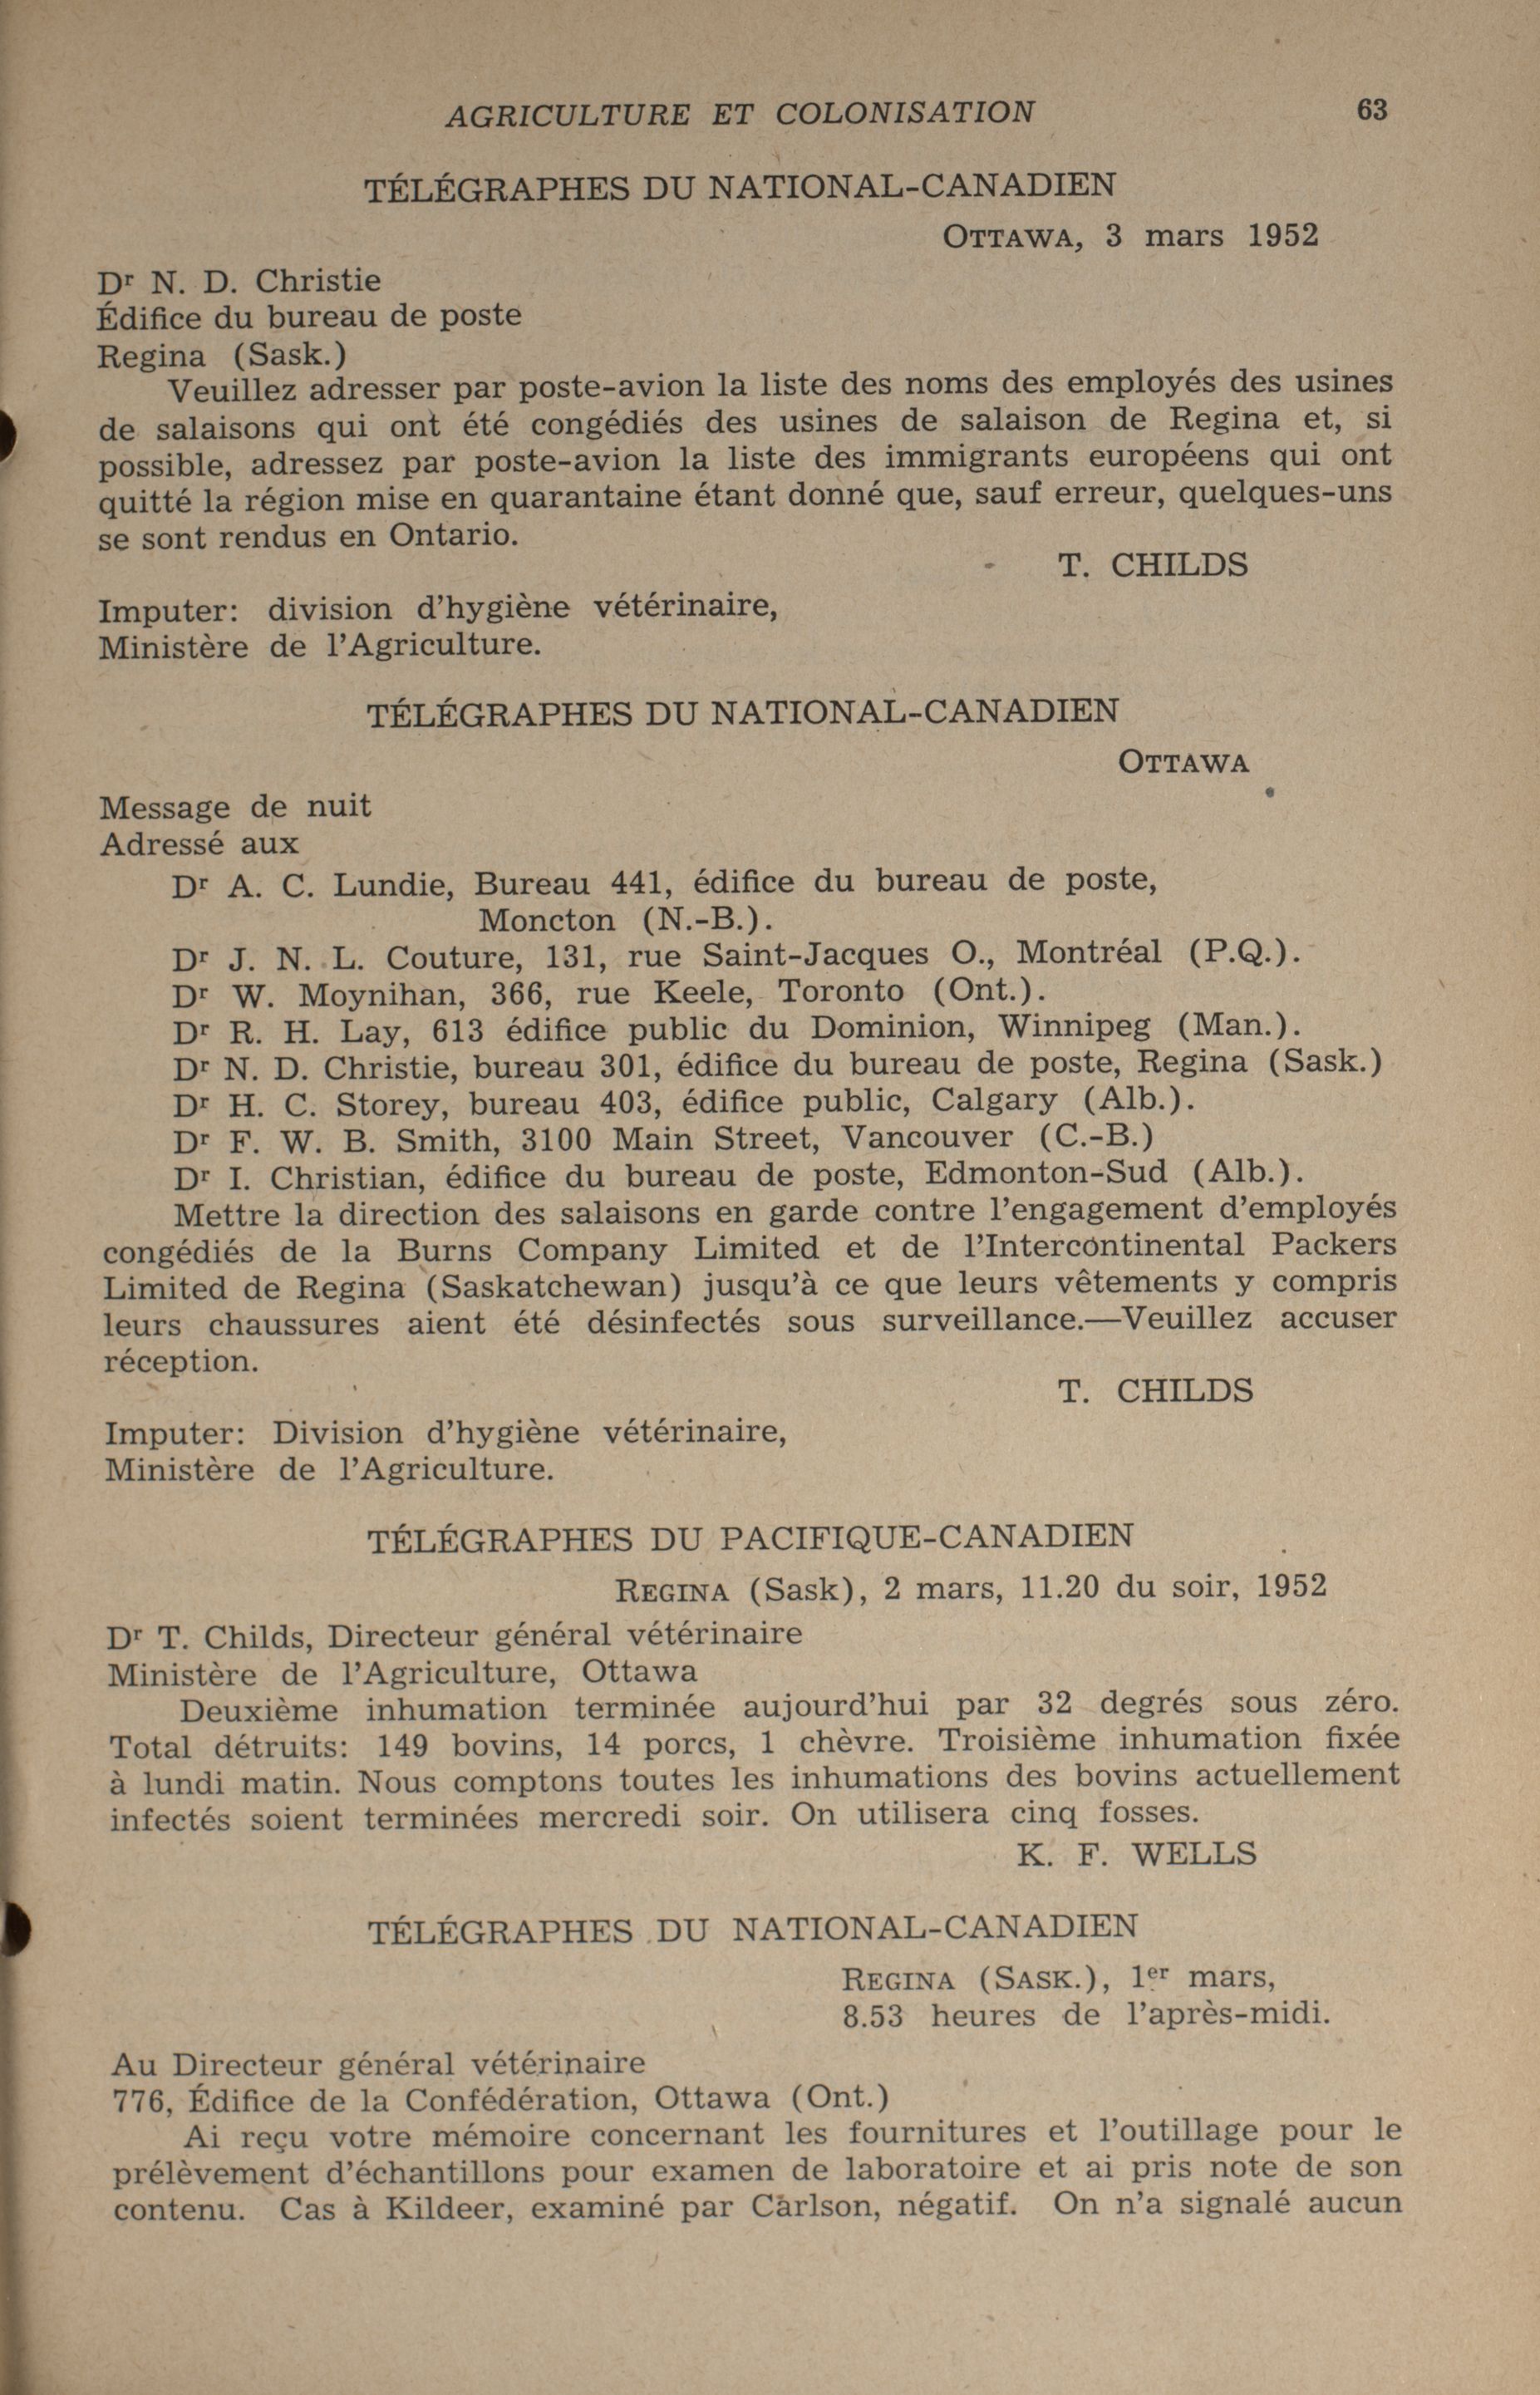 AGRICULTURE ET COLONISATION 63
TÉLÉGRAPHES DU NATIONAL-CANADIEN
OTTAWA, 3 mars 1952
Dr N. D. Christie
Édifice du bureau de poste
Regina (Sask.)
Veuillez adresser par poste-avion la liste des noms des employés des usines
de salaisons qui ont été congédiés des usines de salaison de Regina et, si
possible, adressez par poste-avion la liste des immigrants européens qui ont
quitté la région mise en quarantaine étant donné que, sauf erreur, quelques-uns
se sont rendus en Ontario.
T. CHILDS
Imputer: division d'hygiène vétérinaire,
Ministère de l'Agriculture.
TÉLÉGRAPHES DU NATIONAL-CANADIEN
OTTAWA
Message de nuit
Adressé aux
Dr A. C. Lundie, Bureau 441, édifice du bureau de poste,
Moncton (N.-B.).
Dr J. N. L. Couture, 131, rue Saint-Jacques O., Montréal (P.Q.).
Dr W. Moynihan, 366, rue Keele, Toronto (Ont.).
Dr R. H. Lay, 613 édifice public du Dominion, Winnipeg (Man.).
Dr N. D. Christie, bureau 301, édifice du bureau de poste, Regina (Sask.)
Dr H. C. Storey, bureau 403, édifice public, Calgary (Alb.).
Dr F. W. B. Smith, 3100 Main Street, Vancouver (C.-B.)
Dr I. Christian, édifice du bureau de poste, Edmonton-Sud (Alb.).
Mettre la direction des salaisons en garde contre l'engagement d'employés
congédiés de la Burns Company Limited et de l'Intercontinental Packers
Limited de Regina (Saskatchewan) jusqu'à ce que leurs vêtements y compris
leurs chaussures aient été désinfectés sous surveillance.—Veuillez accuser
réception.
T. CHILDS
Imputer: Division d'hygiène vétérinaire,
Ministère de l'Agriculture.
TÉLÉGRAPHES DU PACIFIQUE-CANADIEN
REGINA (Sask), 2 mars, 11.20 du soir, 1952
Dr T. Childs, Directeur général vétérinaire
Ministère de l'Agriculture, Ottawa
Deuxième inhumation terminée aujourd'hui par 32 degrés sous zéro.
Total détruits: 149 bovins, 14 porcs, 1 chèvre. Troisième inhumation fixée
à lundi matin. Nous comptons toutes les inhumations des bovins actuellement
infectés soient terminées mercredi soir. On utilisera cinq fosses.
K. F. WELLS
TÉLÉGRAPHES DU NATIONAL-CANADIEN
REGINA (SASK.), 1er mars,
8.53 heures de l'après-midi.
Au Directeur général vétérinaire
776, Édifice de la Confédération, Ottawa (Ont.)
Ai reçu votre mémoire concernant les fournitures et l'outillage pour le
prélèvement d'échantillons pour examen de laboratoire et ai pris note de son
contenu. Cas à Kildeer, examiné par Carlson, négatif. On n'a signalé aucun